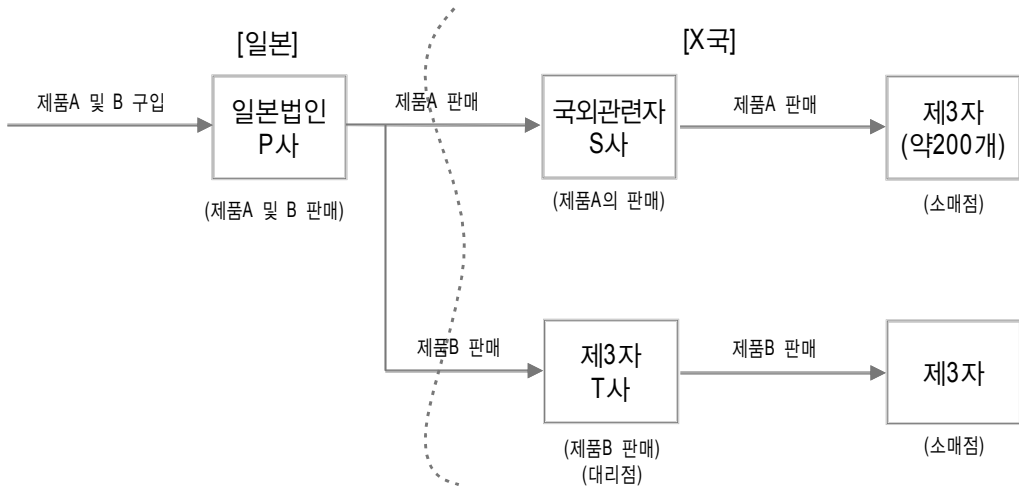 [일본]
[X국]
제품A 및 B 구입
일본법인
P사
(제품A 및 B 판매)
제품A 판매
국외관련자
S사
(제품A의 판매)
제품A 판매
제3자
(약200개)
(소매점)
제품B 판매
제3자
T사
(제품B 판매)
(대리점)
제품B 판매
제3자
(소매점)